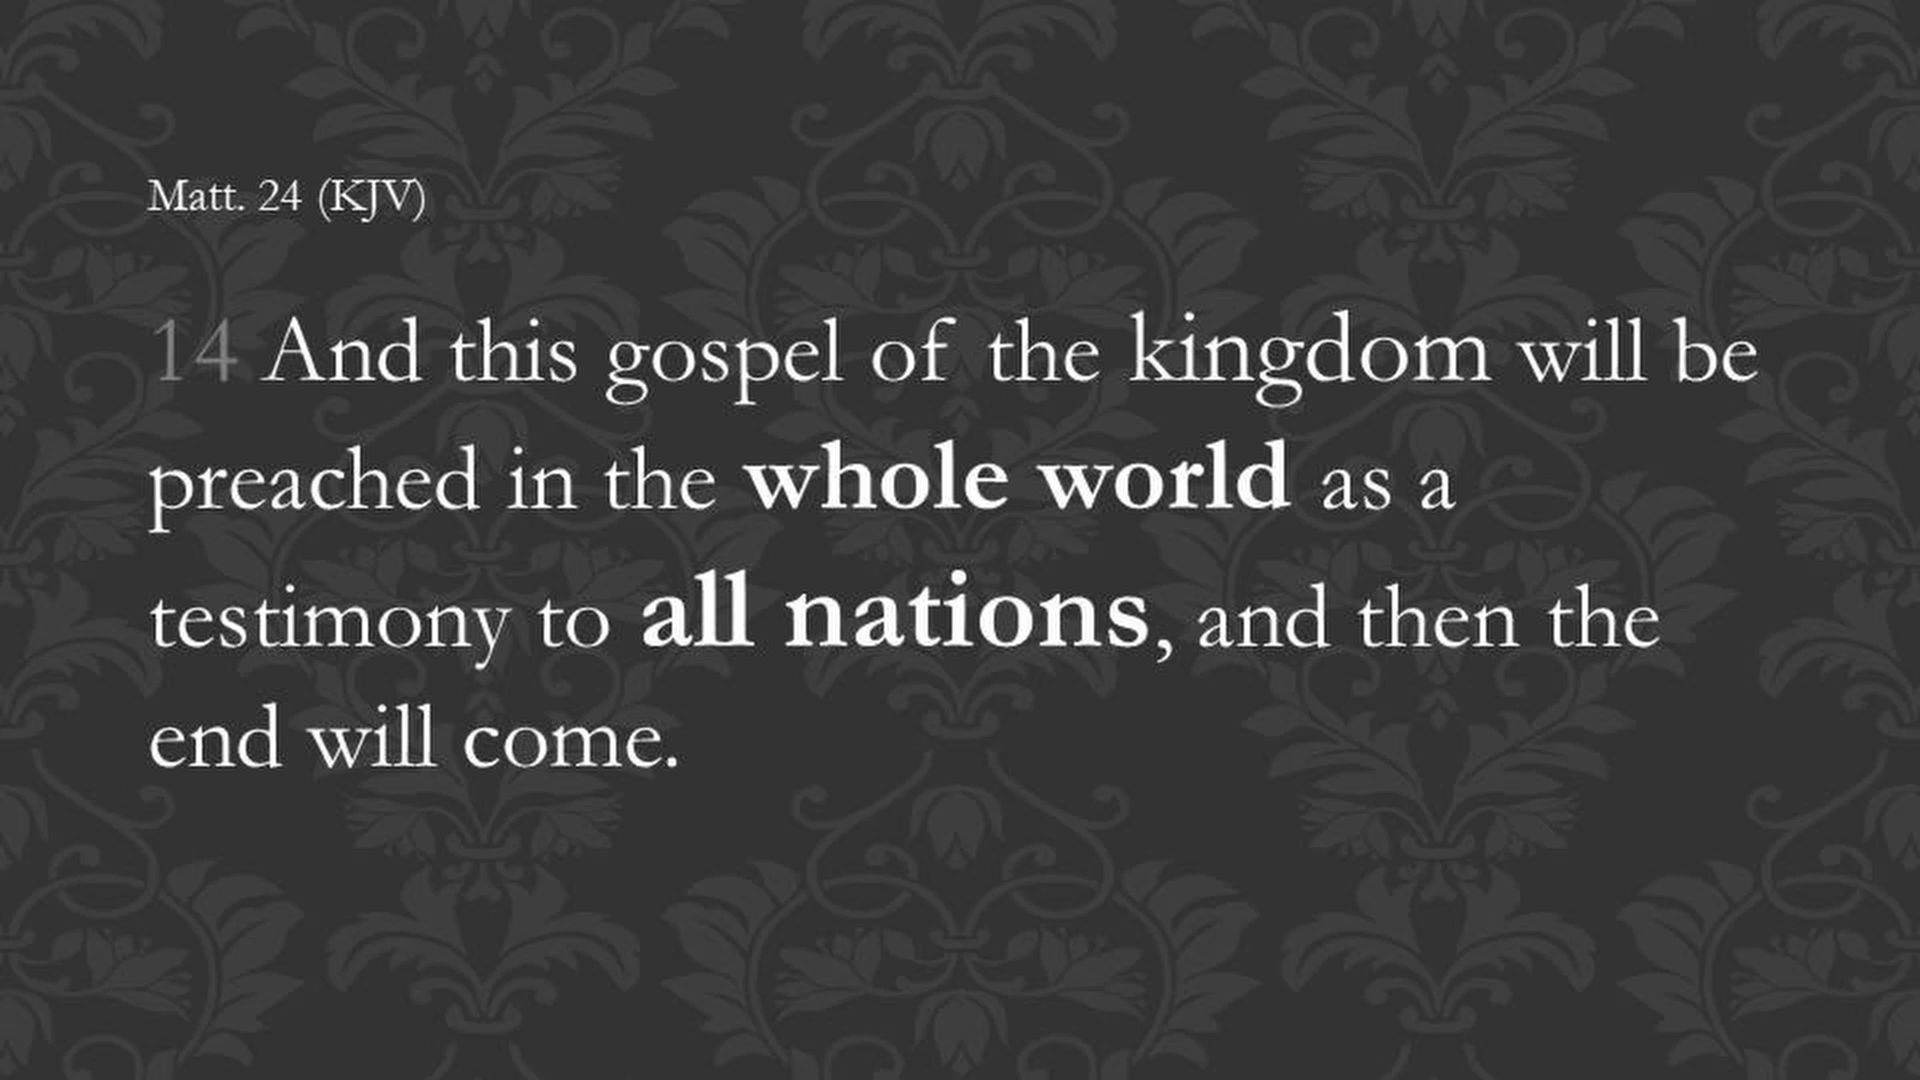 Matt. 24 (KJV)
14 And this gospel of the kingdom will be
preached in the whole world as a
testimony to all nations, and then the
end will come.